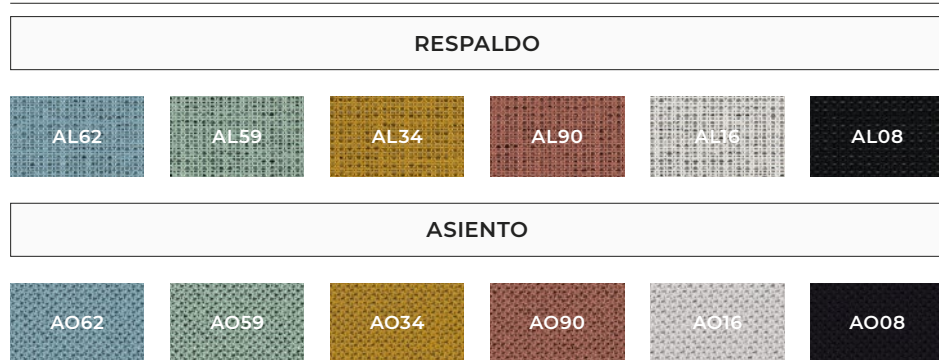 RESPALDO
AL62 AL59 AL34 AL90 AL16 AL08
ASIENTO
AO62 AO59 AO34 AO90 AO16 AO08